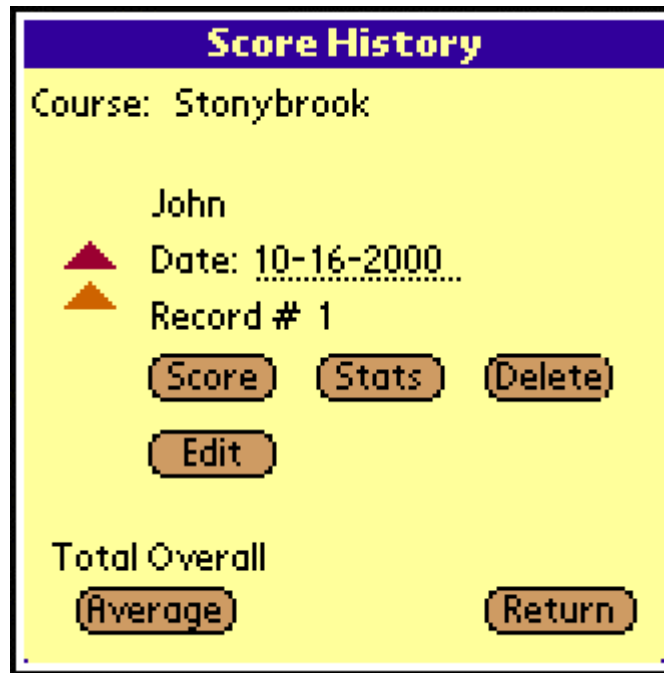 Score History
Course: Stonybrook
John
Date: 10-16-2000
Record # 1
Score Stats Delete
Edit
Total Overall
Average Return